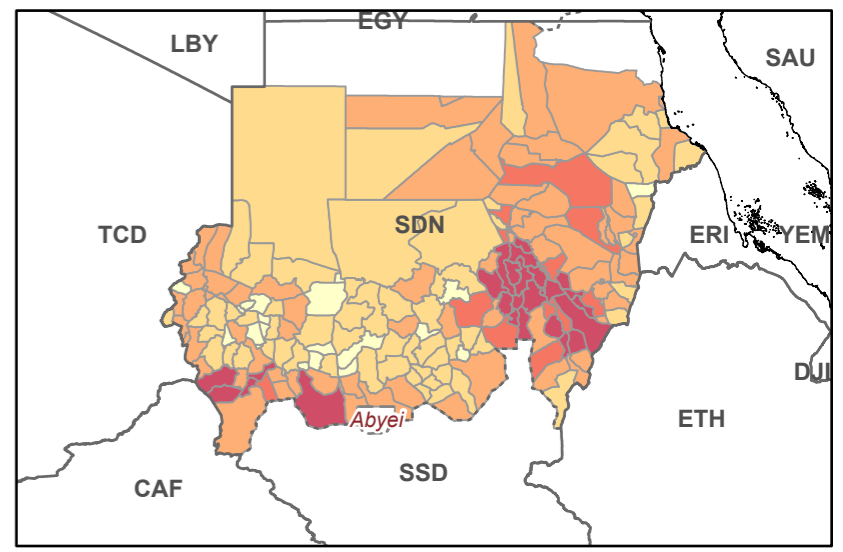 EGY
LBY
SAU
SDN
TCD
ERI
YEM
DJI
Abyei
ETH
SSD
CAF